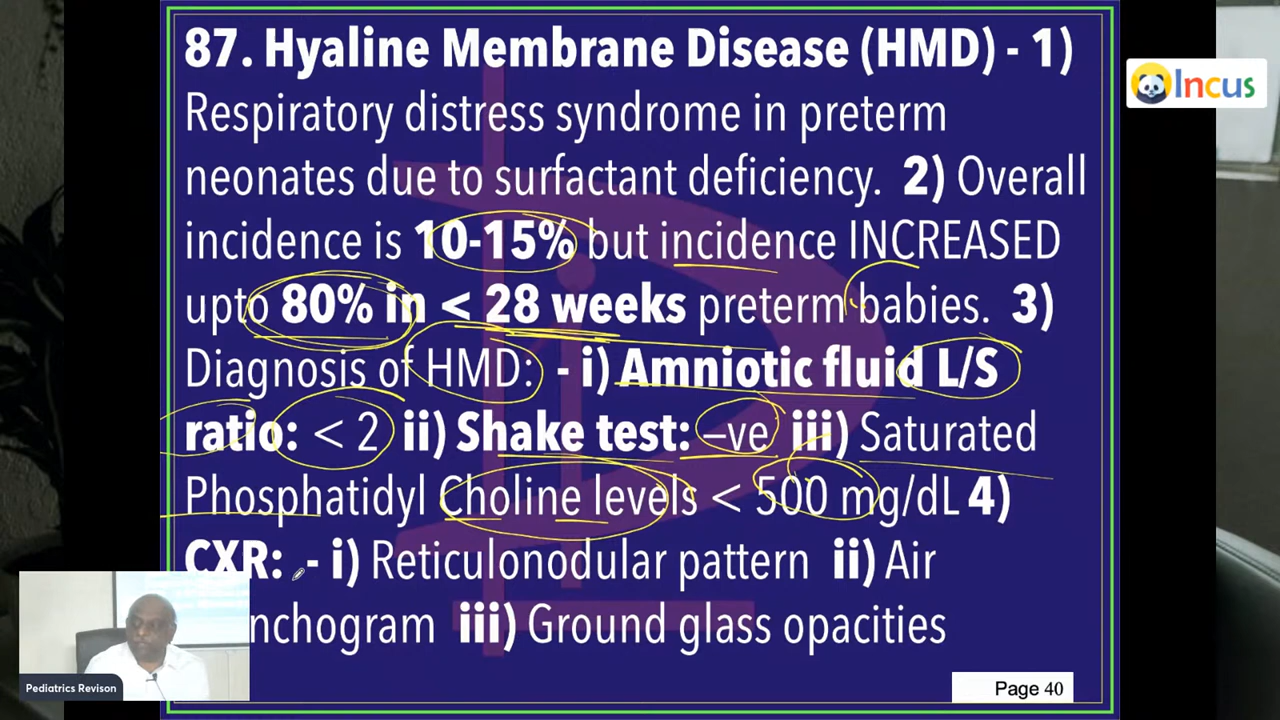 87. Hyaline Membrane Disease (HMD) - 1)
Respiratory distress syndrome in preterm
neonates due to surfactant deficiency. 2) Overall
incidence is 10-15% but incidence INCREASED
upto 80% in < 28 weeks preterm babies. 3)
Diagnosis of HMD: - i) Amniotic fluid L/S
ratio: < 2 ii) Shake test: –ve iii) Saturated
Phosphatidyl Choline levels < 500 mg/dL 4)
CXR: - i) Reticulonodular pattern ii) Air
nchogram iii) Ground glass opacities
Page 40
Incus
Pediatrics Revison